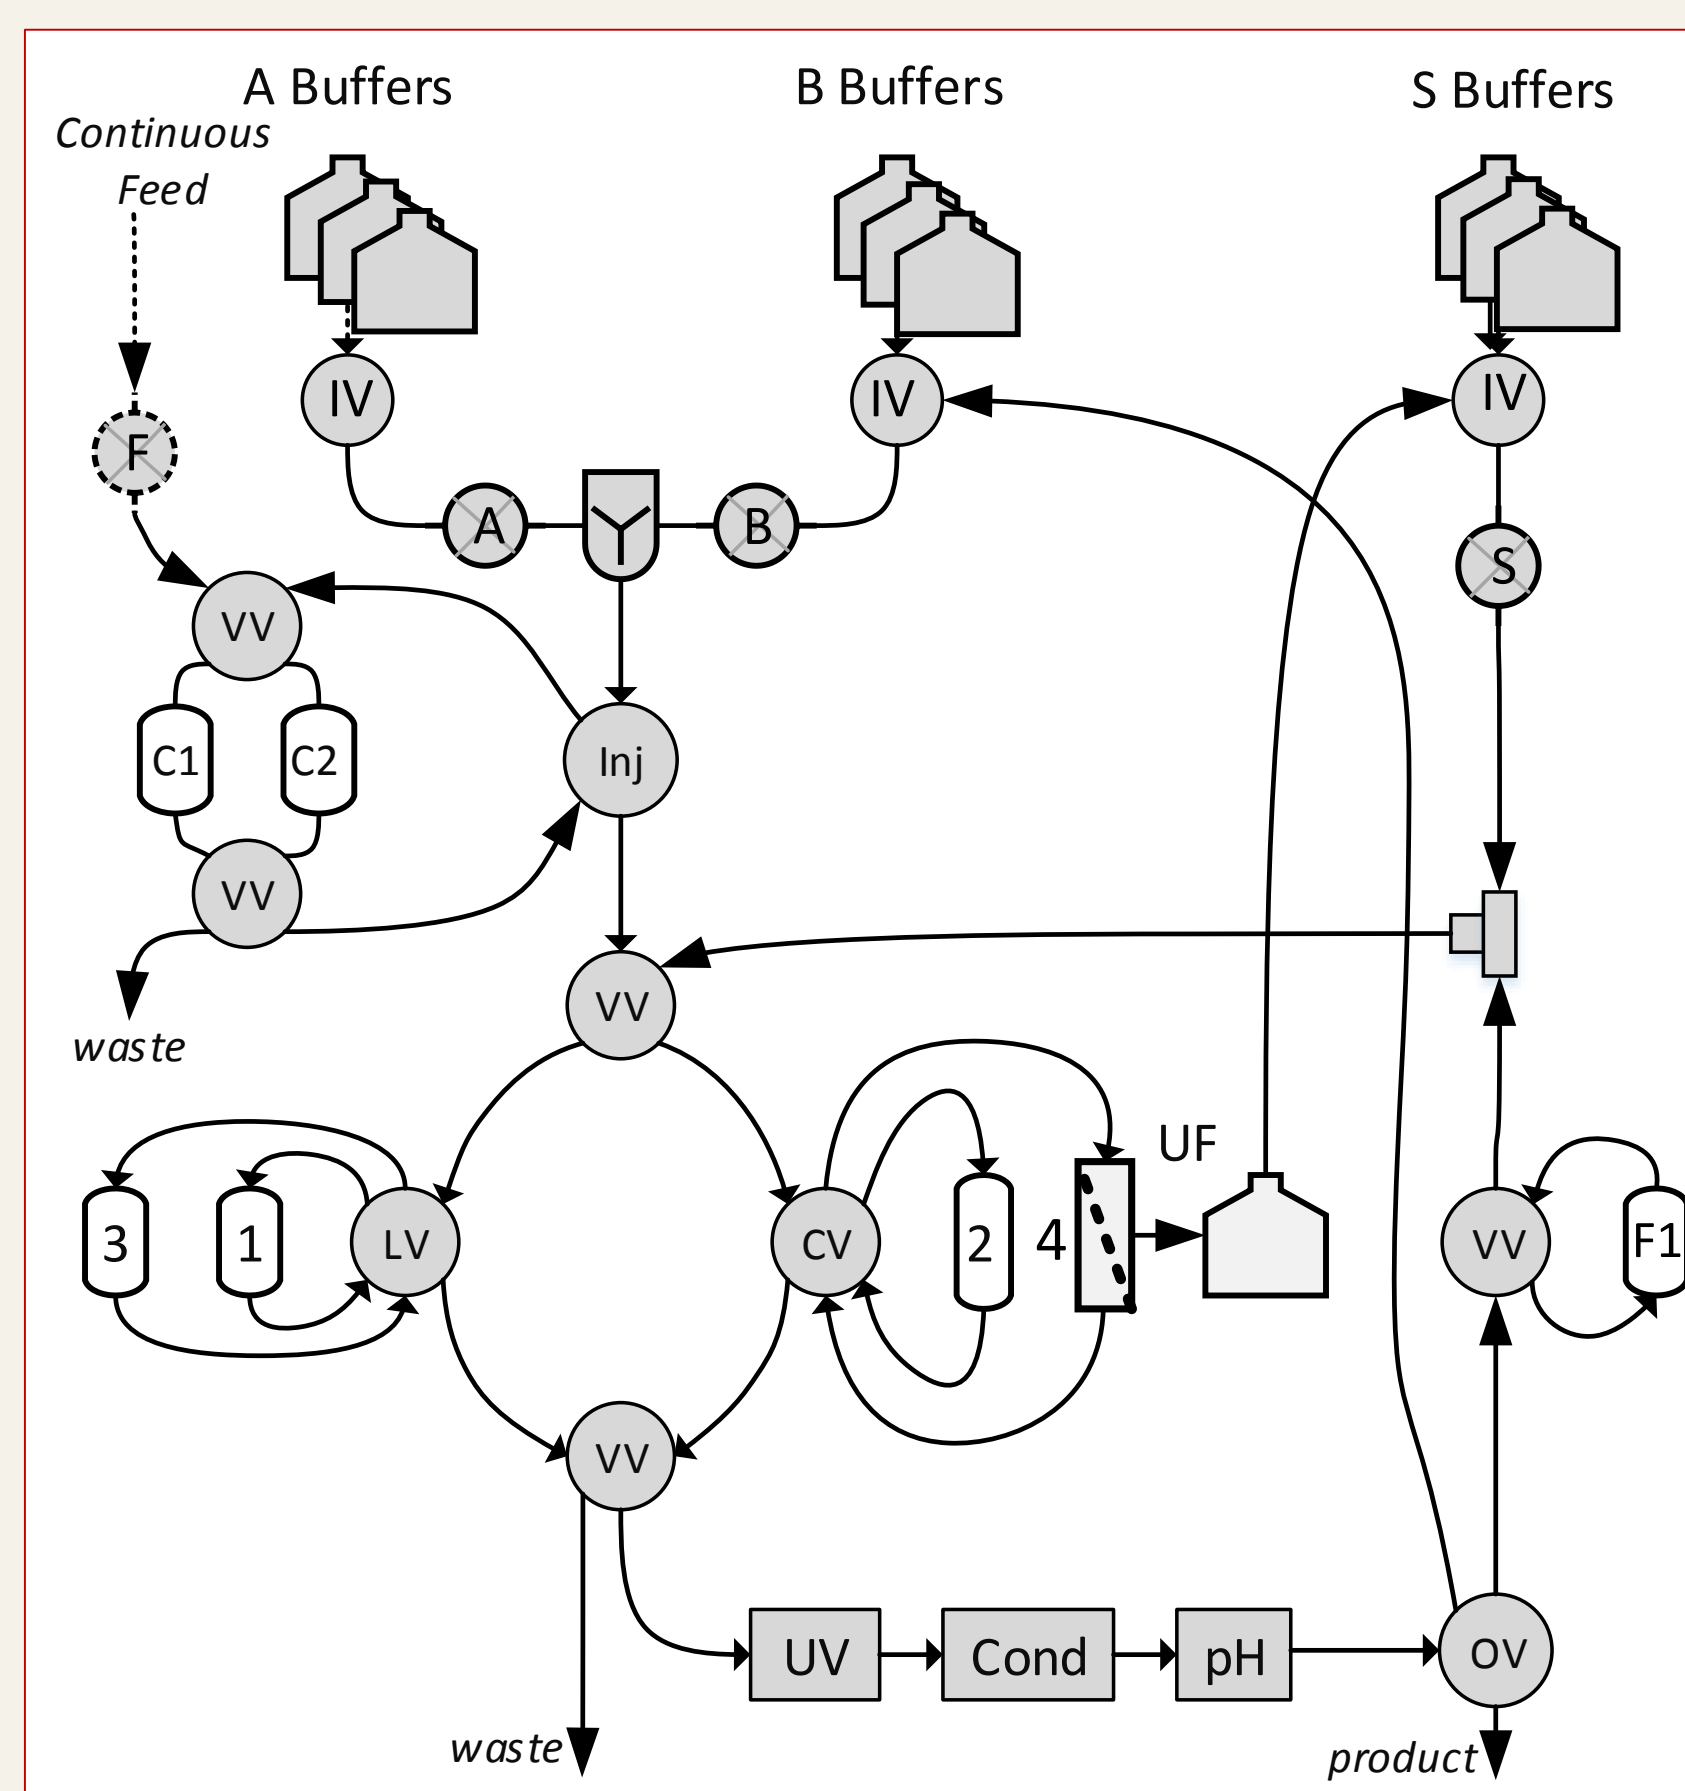 A Buffers
B Buffers
S Buffers
Continuous
Feed
IV
IV
IV
F
A
B
S
VV
C1
C2
Inj
VV
VV
waste
UF
3
1
LV
CV
2
4
VV
F1
VV
UV
Cond
pH
OV
waste
product